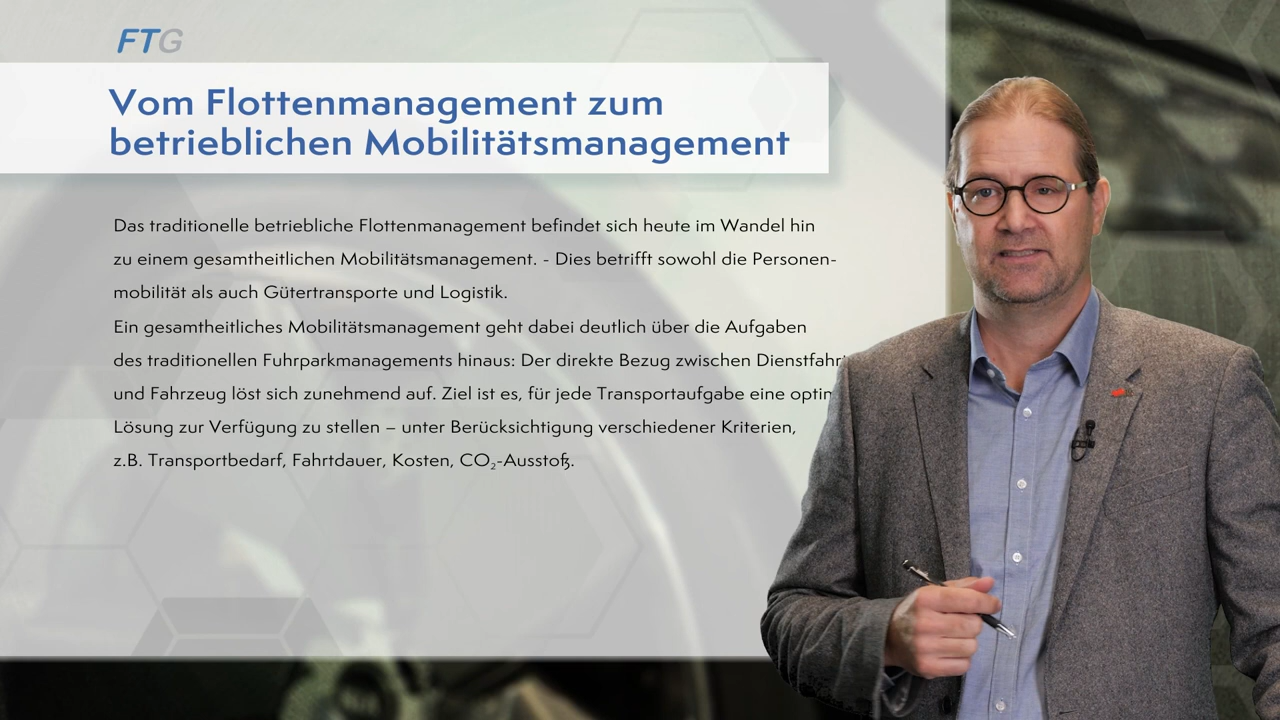 FTG
Vom Flottenmanagement zum
betrieblichen Mobilitätsmanagement
Das traditionelle betriebliche Flottenmanagement befindet sich heute im Wandel hin
zu einem gesamtheitlichen Mobilitätsmanagement. - Dies betrifft sowohl die Personen-
mobilität als auch Gütertransporte und Logistik.
Ein gesamtheitliches Mobilitätsmanagement geht dabei deutlich über die Aufgaben
des traditionellen Fuhrparkmanagements hinaus: Der direkte Bezug zwischen Dienstfahrt
und Fahrzeug löst sich zunehmend auf. Ziel ist es, für jede Transportaufgabe eine
Lösung zur Verfügung zu stellen – unter Berücksichtigung verschiedener Kriterien,
z.B. Transportbedarf, Fahrtdauer, Kosten, CO₂-Ausstoß.